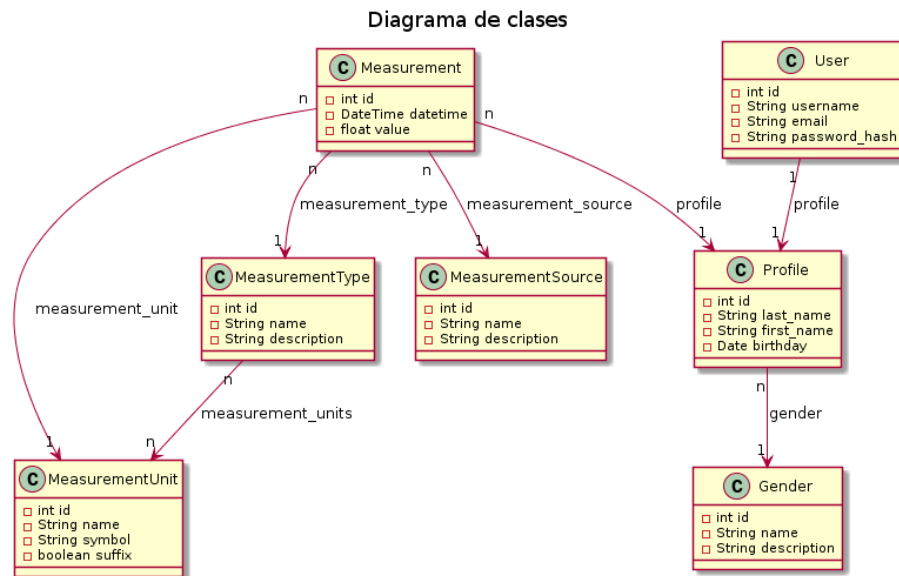 Diagrama de clases
C Measurement
int id
DateTime datetime
float value
C User
int id
String username
String email
String password_hash
n
n
n
n
1
measurement_type
measurement_source
profile
profile
1
1
1
1
C MeasurementType
int id
String name
String description
C MeasurementSource
int id
String name
String description
C Profile
int id
String last_name
String first_name
Date birthday
measurement_unit
n
n
measurement_units
gender
1
n
1
C MeasurementUnit
int id
String name
String symbol
boolean suffix
C Gender
int id
String name
String description